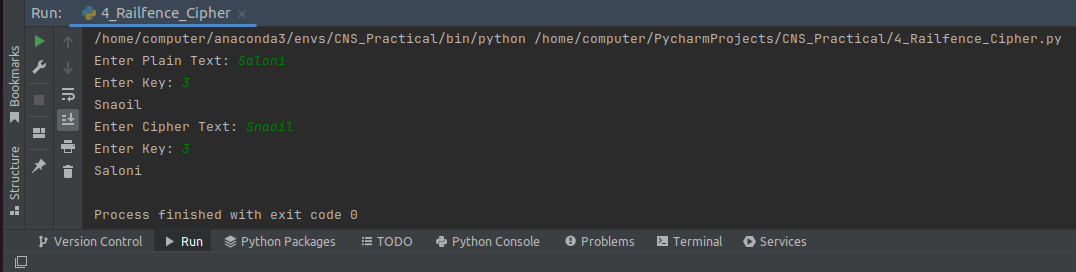 Run: 4_Railfence_Cipher
/home/computer/anaconda3/envs/CNS_Practical/bin/python /home/computer/PycharmProjects/CNS_Practical/4_Railfence_Cipher.py
Enter Plain Text: Saloni
Enter Key: 3
Snaoil
Enter Cipher Text: Snaoil
Enter Key: 3
Saloni
Process finished with exit code 0
Bookmarks
Structure
Version Control Run Python Packages TODO Python Console Problems Terminal Services